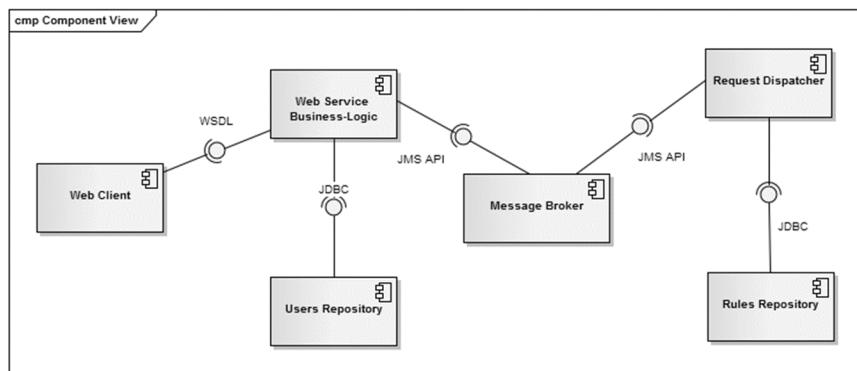 cmp Component View
Web Service
Business-Logic
Request Dispatcher
WSDL
JMS API
JMS API
Web Client
JDBC
Message Broker
JDBC
Users Repository
Rules Repository